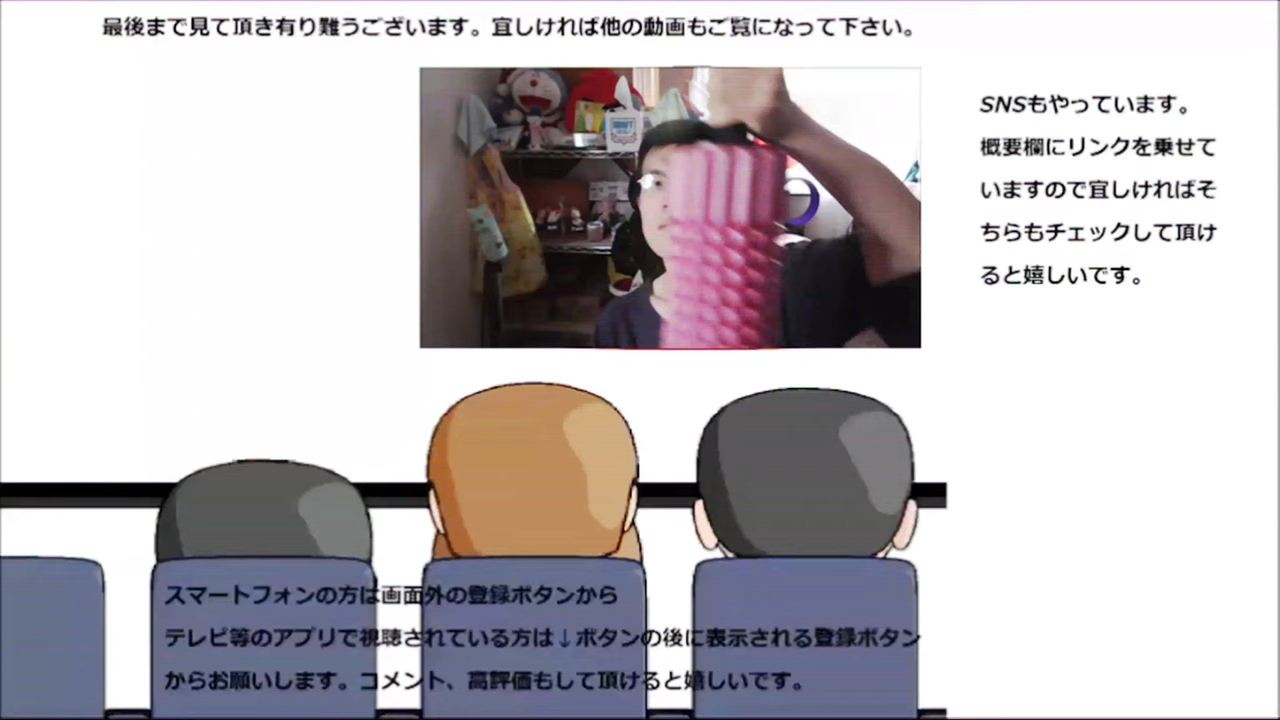 最後まで見て頂き有り難うございます。宜しければ他の動画もご覧になって下さい。
SNSもやっています。
概要欄にリンクを乗せて
いますので宜しければそ
ちらもチェックして頂け
ると嬉しいです。
スマートフォンの方は画面外の登録ボタンから
テレビ等のアプリで視聴されている方は↓ボタンの後に表示される登録ボタン
からお願いします。コメント、高評価もして頂けると嬉しいです。